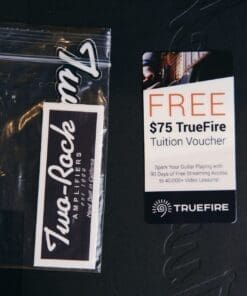 Two-Rock
AMPLIFIERS
FREE
$75 TrueFire
Tuition Voucher
Spark Your Guitar Playing with
90 Days of Free Streaming Access
to 40,000+ Video Lessons!
TRUEFIRE